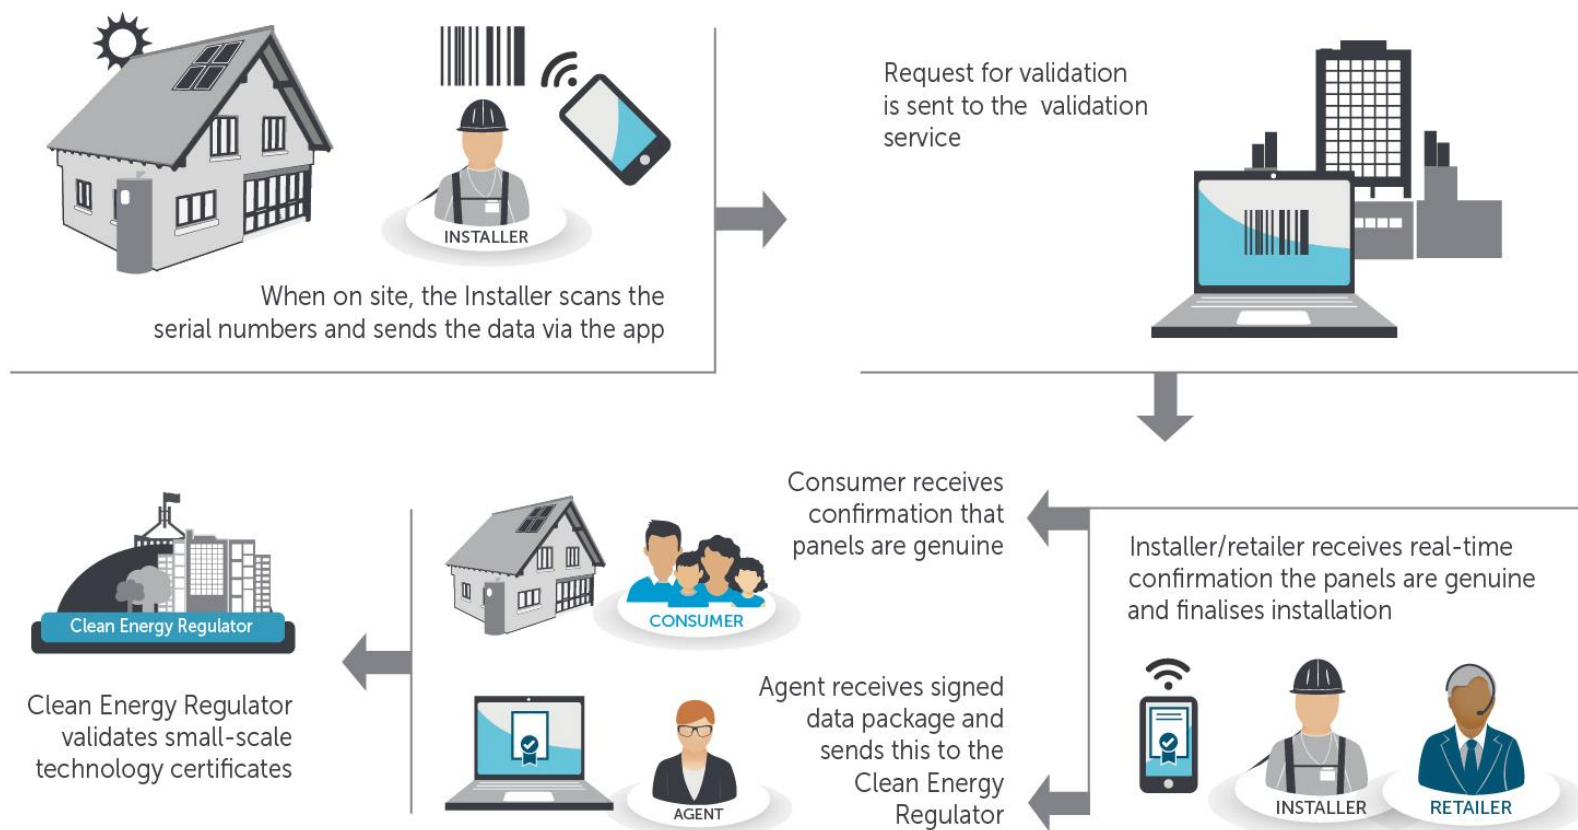 INSTALLER
When on site, the Installer scans the
serial numbers and sends the data via the app
Request for validation
is sent to the validation
service
Installer/retailer receives real-time
confirmation the panels are genuine
and finalises installation
INSTALLER
RETAILER
Consumer receives
confirmation that
panels are genuine
CONSUMER
Agent receives signed
data package and
sends this to the
Clean Energy
Regulator
AGENT
Clean Energy Regulator
Clean Energy Regulator
validates small-scale
technology certificates